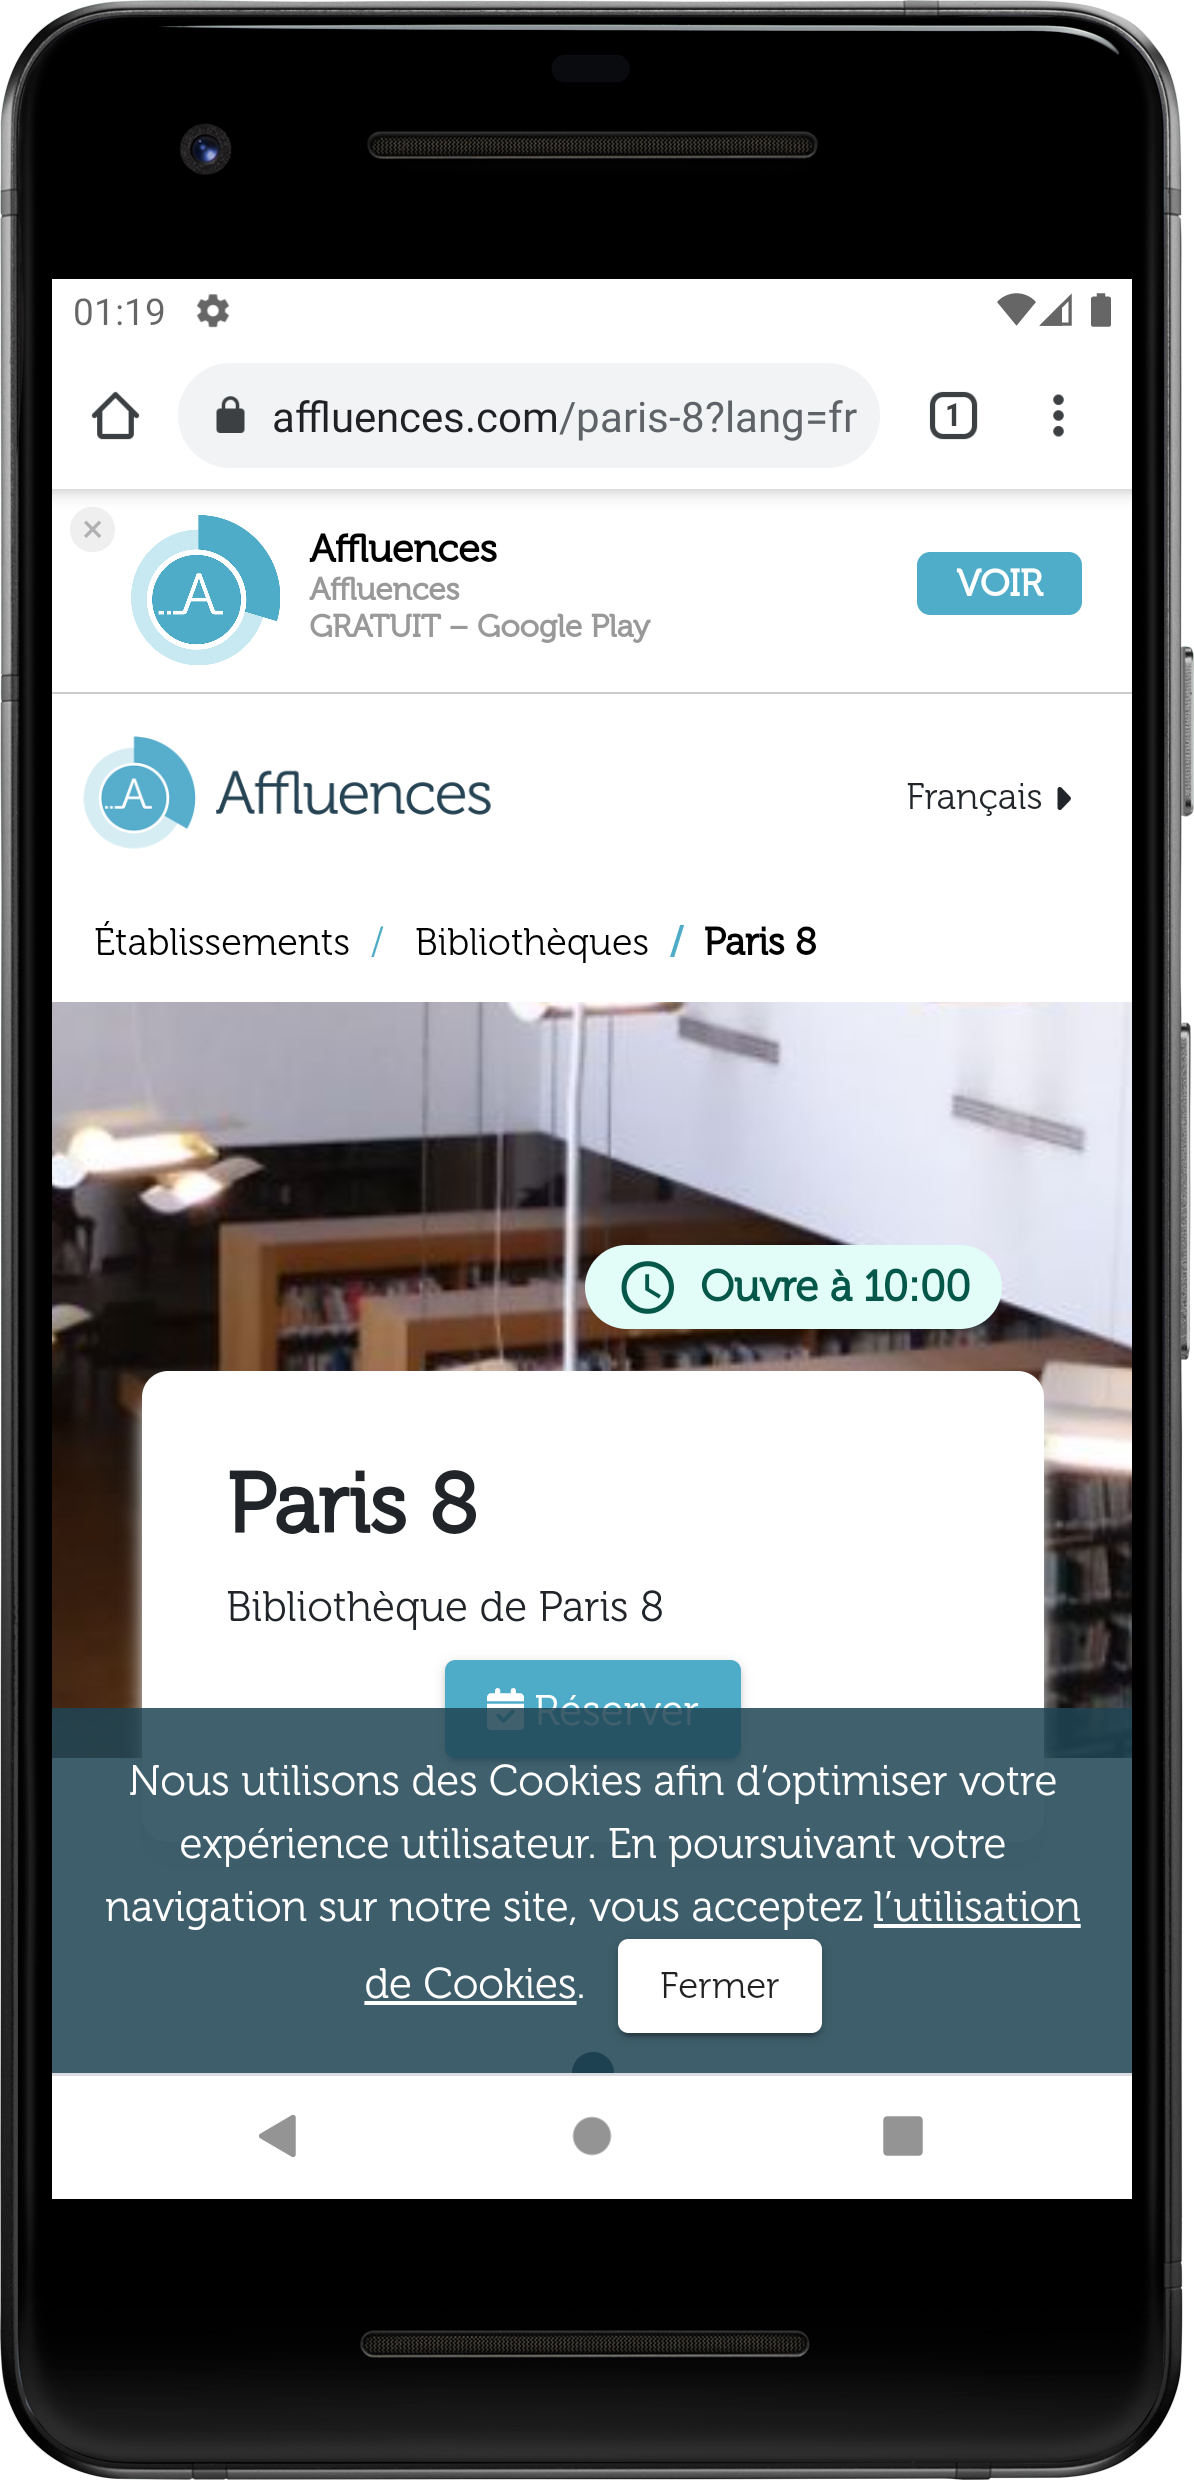 01:19
affluences.com/paris-8?lang=fr
1
Affluences
Affluences
GRATUIT – Google Play
VOIR
A
Affluences
Français
Établissements / Bibliothèques / Paris 8
Ouvre à 10:00
Paris 8
Bibliothèque de Paris 8
Réserver
Nous utilisons des Cookies afin d’optimiser votre
expérience utilisateur. En poursuivant votre
navigation sur notre site, vous acceptez l’utilisation
de Cookies. Fermer